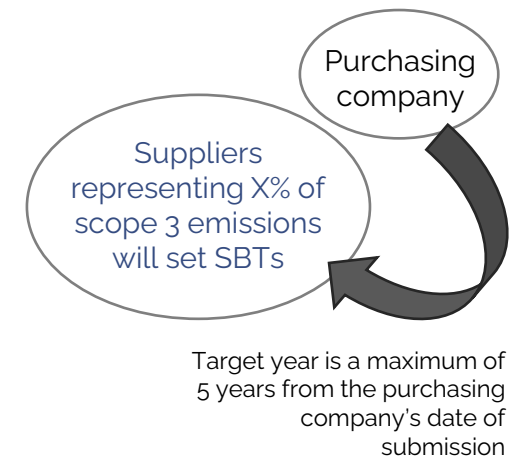 Purchasing
company
Suppliers
representing X% of
scope 3 emissions
will set SBTs
Target year is a maximum of
5 years from the purchasing
company's date of
submission